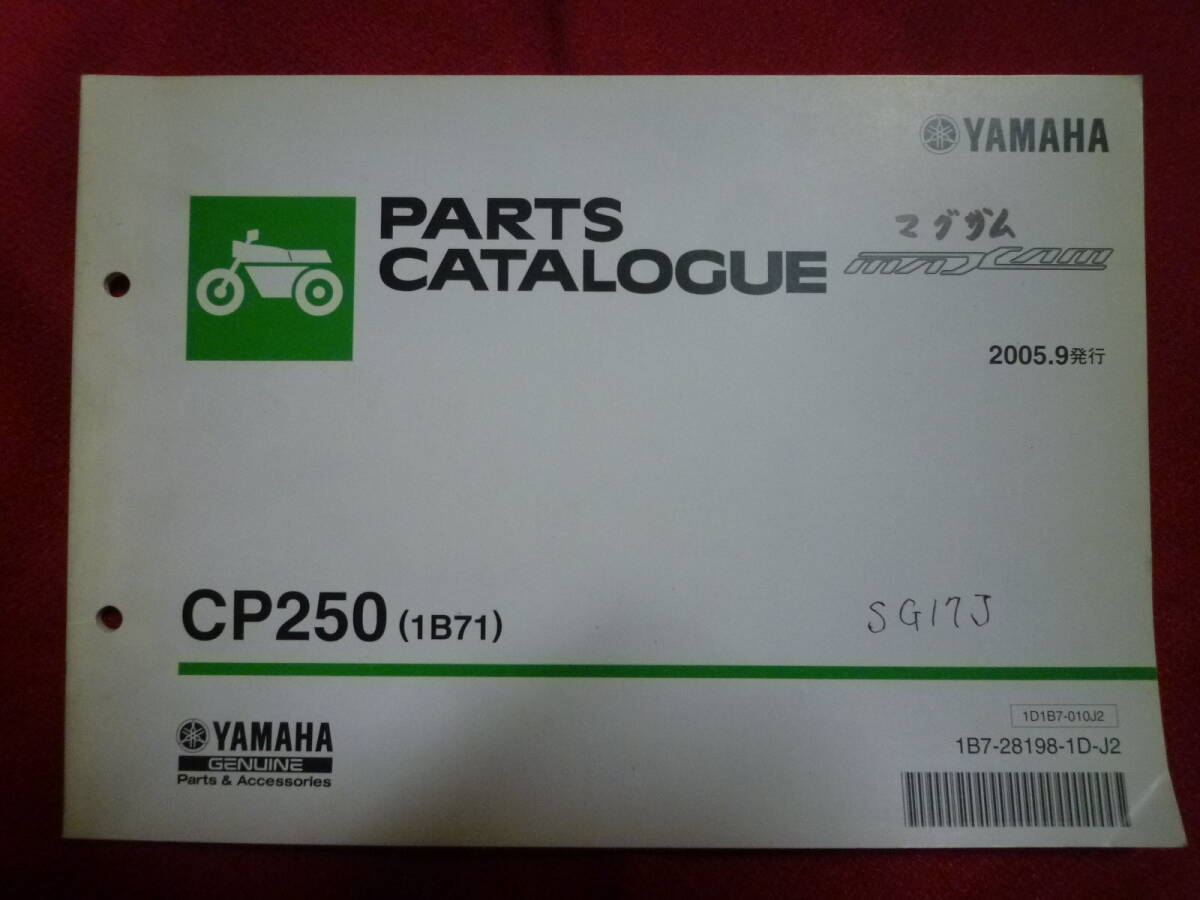 YAMAHA
PARTS
CATALOGUE
マグザム
MAXAM
2005.9発行
CP250 (1B71)
SG17J
YAMAHA
GENUINE
Parts & Accessories
1D1B7-010J2
1B7-28198-1D-J2